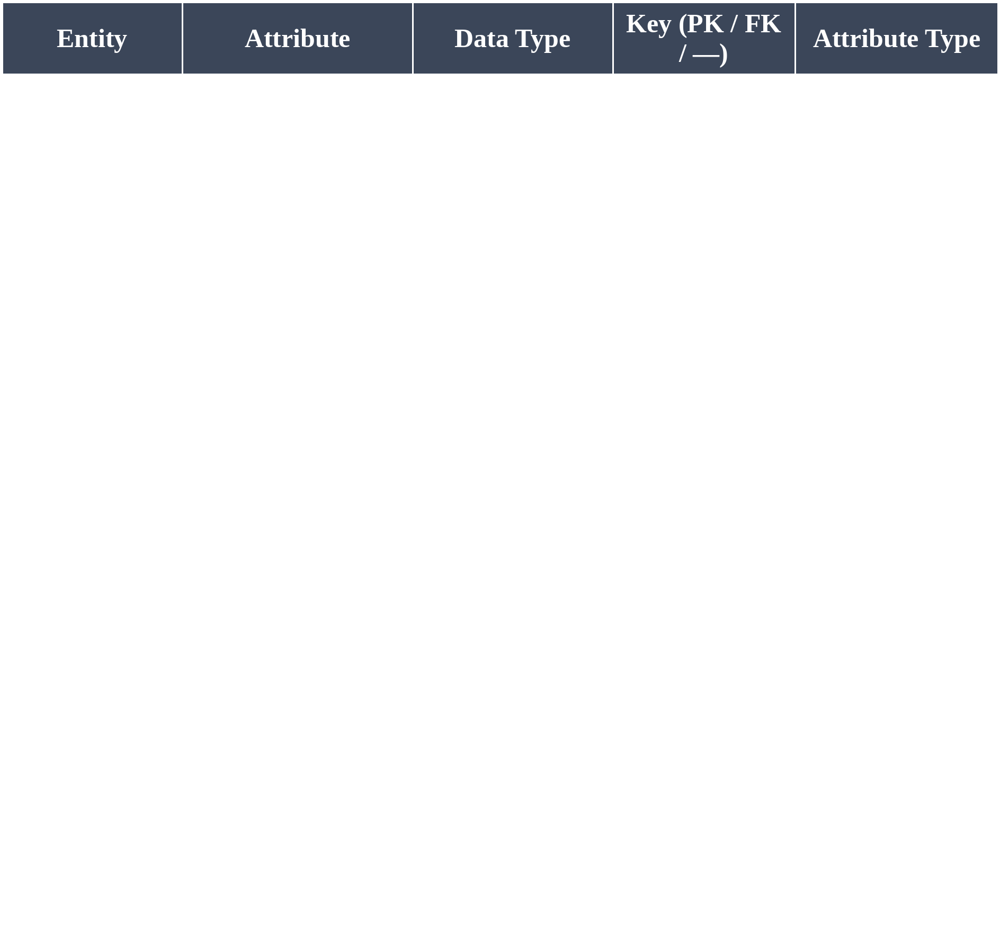 Entity
Attribute
Data Type
Key (PK / FK
/ —)
Attribute Type